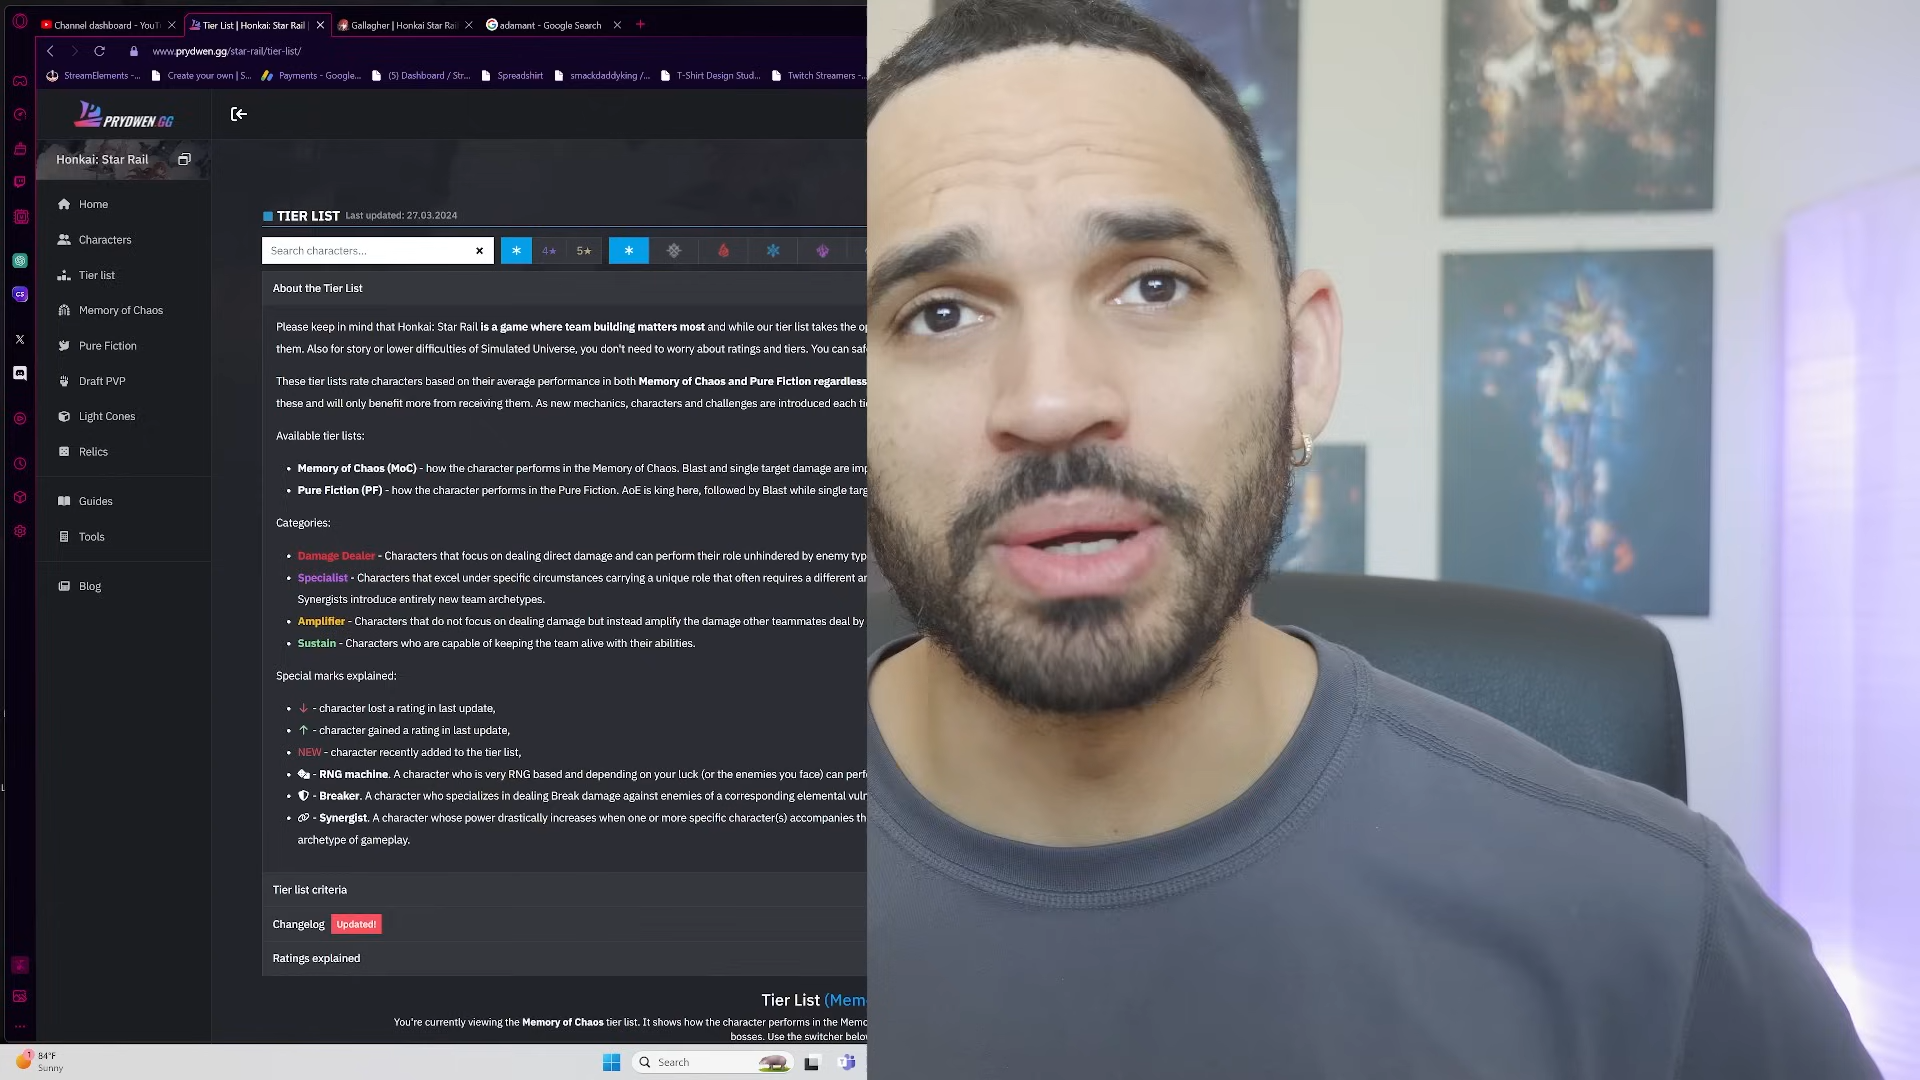 Channel dashboard - YouT
Tier List | Honkai: Star Rail
Gallagher | Honkai Star Rail
adamant - Google Search
www.prydwen.gg/star-rail/tier-list/
StreamElements -...
Create your own | S...
Payments - Google...
(5) Dashboard / Str...
Spreadshirt
smackdaddyking /...
T-Shirt Design Stud...
Twitch Streamers -...
PRYDWEN.GG
Honkai: Star Rail
Home
Characters
Tier list
Memory of Chaos
Pure Fiction
Draft PVP
Light Cones
Relics
Guides
Tools
Blog
TIER LIST Last updated: 27.03.2024
Search characters...
4★
5★
About the Tier List
Please keep in mind that Honkai: Star Rail is a game where team building matters most and while our tier list takes the op
them. Also for story or lower difficulties of Simulated Universe, you don't need to worry about ratings and tiers. You can saf
These tier lists rate characters based on their average performance in both Memory of Chaos and Pure Fiction regardless
these and will only benefit more from receiving them. As new mechanics, characters and challenges are introduced each ti
Available tier lists:
• Memory of Chaos (MoC) - how the character performs in the Memory of Chaos. Blast and single target damage are imp
• Pure Fiction (PF) - how the character performs in the Pure Fiction. AoE is king here, followed by Blast while single targ
Categories:
• Damage Dealer - Characters that focus on dealing direct damage and can perform their role unhindered by enemy typ
• Specialist - Characters that excel under specific circumstances carrying a unique role that often requires a different ar
Synergists introduce entirely new team archetypes.
• Amplifier - Characters that do not focus on dealing damage but instead amplify the damage other teammates deal by
• Sustain - Characters who are capable of keeping the team alive with their abilities.
Special marks explained:
• ↓ - character lost a rating in last update,
• ↑ - character gained a rating in last update,
• NEW - character recently added to the tier list,
• - RNG machine. A character who is very RNG based and depending on your luck (or the enemies you face) can perf
• - Breaker. A character who specializes in dealing Break damage against enemies of a corresponding elemental vuln
• - Synergist. A character whose power drastically increases when one or more specific character(s) accompanies th
archetype of gameplay.
Tier list criteria
Changelog Updated!
Ratings explained
Tier List (Mem
You're currently viewing the Memory of Chaos tier list. It shows how the character performs in the Memo
bosses. Use the switcher below
1
84°F
Sunny
Search